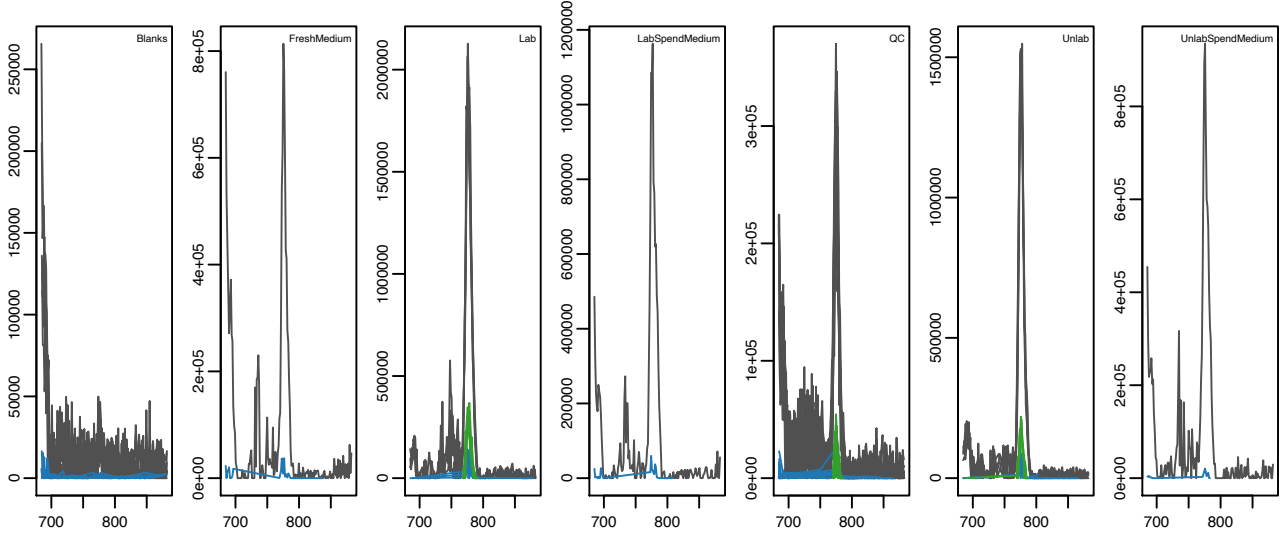 Blanks
0
50000
100000
150000
200000
250000
700
800
FreshMedium
0e+00
2e+05
4e+05
6e+05
8e+05
700
800
Lab
0
500000
1000000
1500000
2000000
700
800
LabSpendMedium
0
200000
400000
600000
800000
1000000
1200000
700
800
QC
0e+00
1e+05
2e+05
3e+05
700
800
Unlab
0
500000
1000000
1500000
700
800
UnlabSpendMedium
0e+00
2e+05
4e+05
6e+05
8e+05
700
800